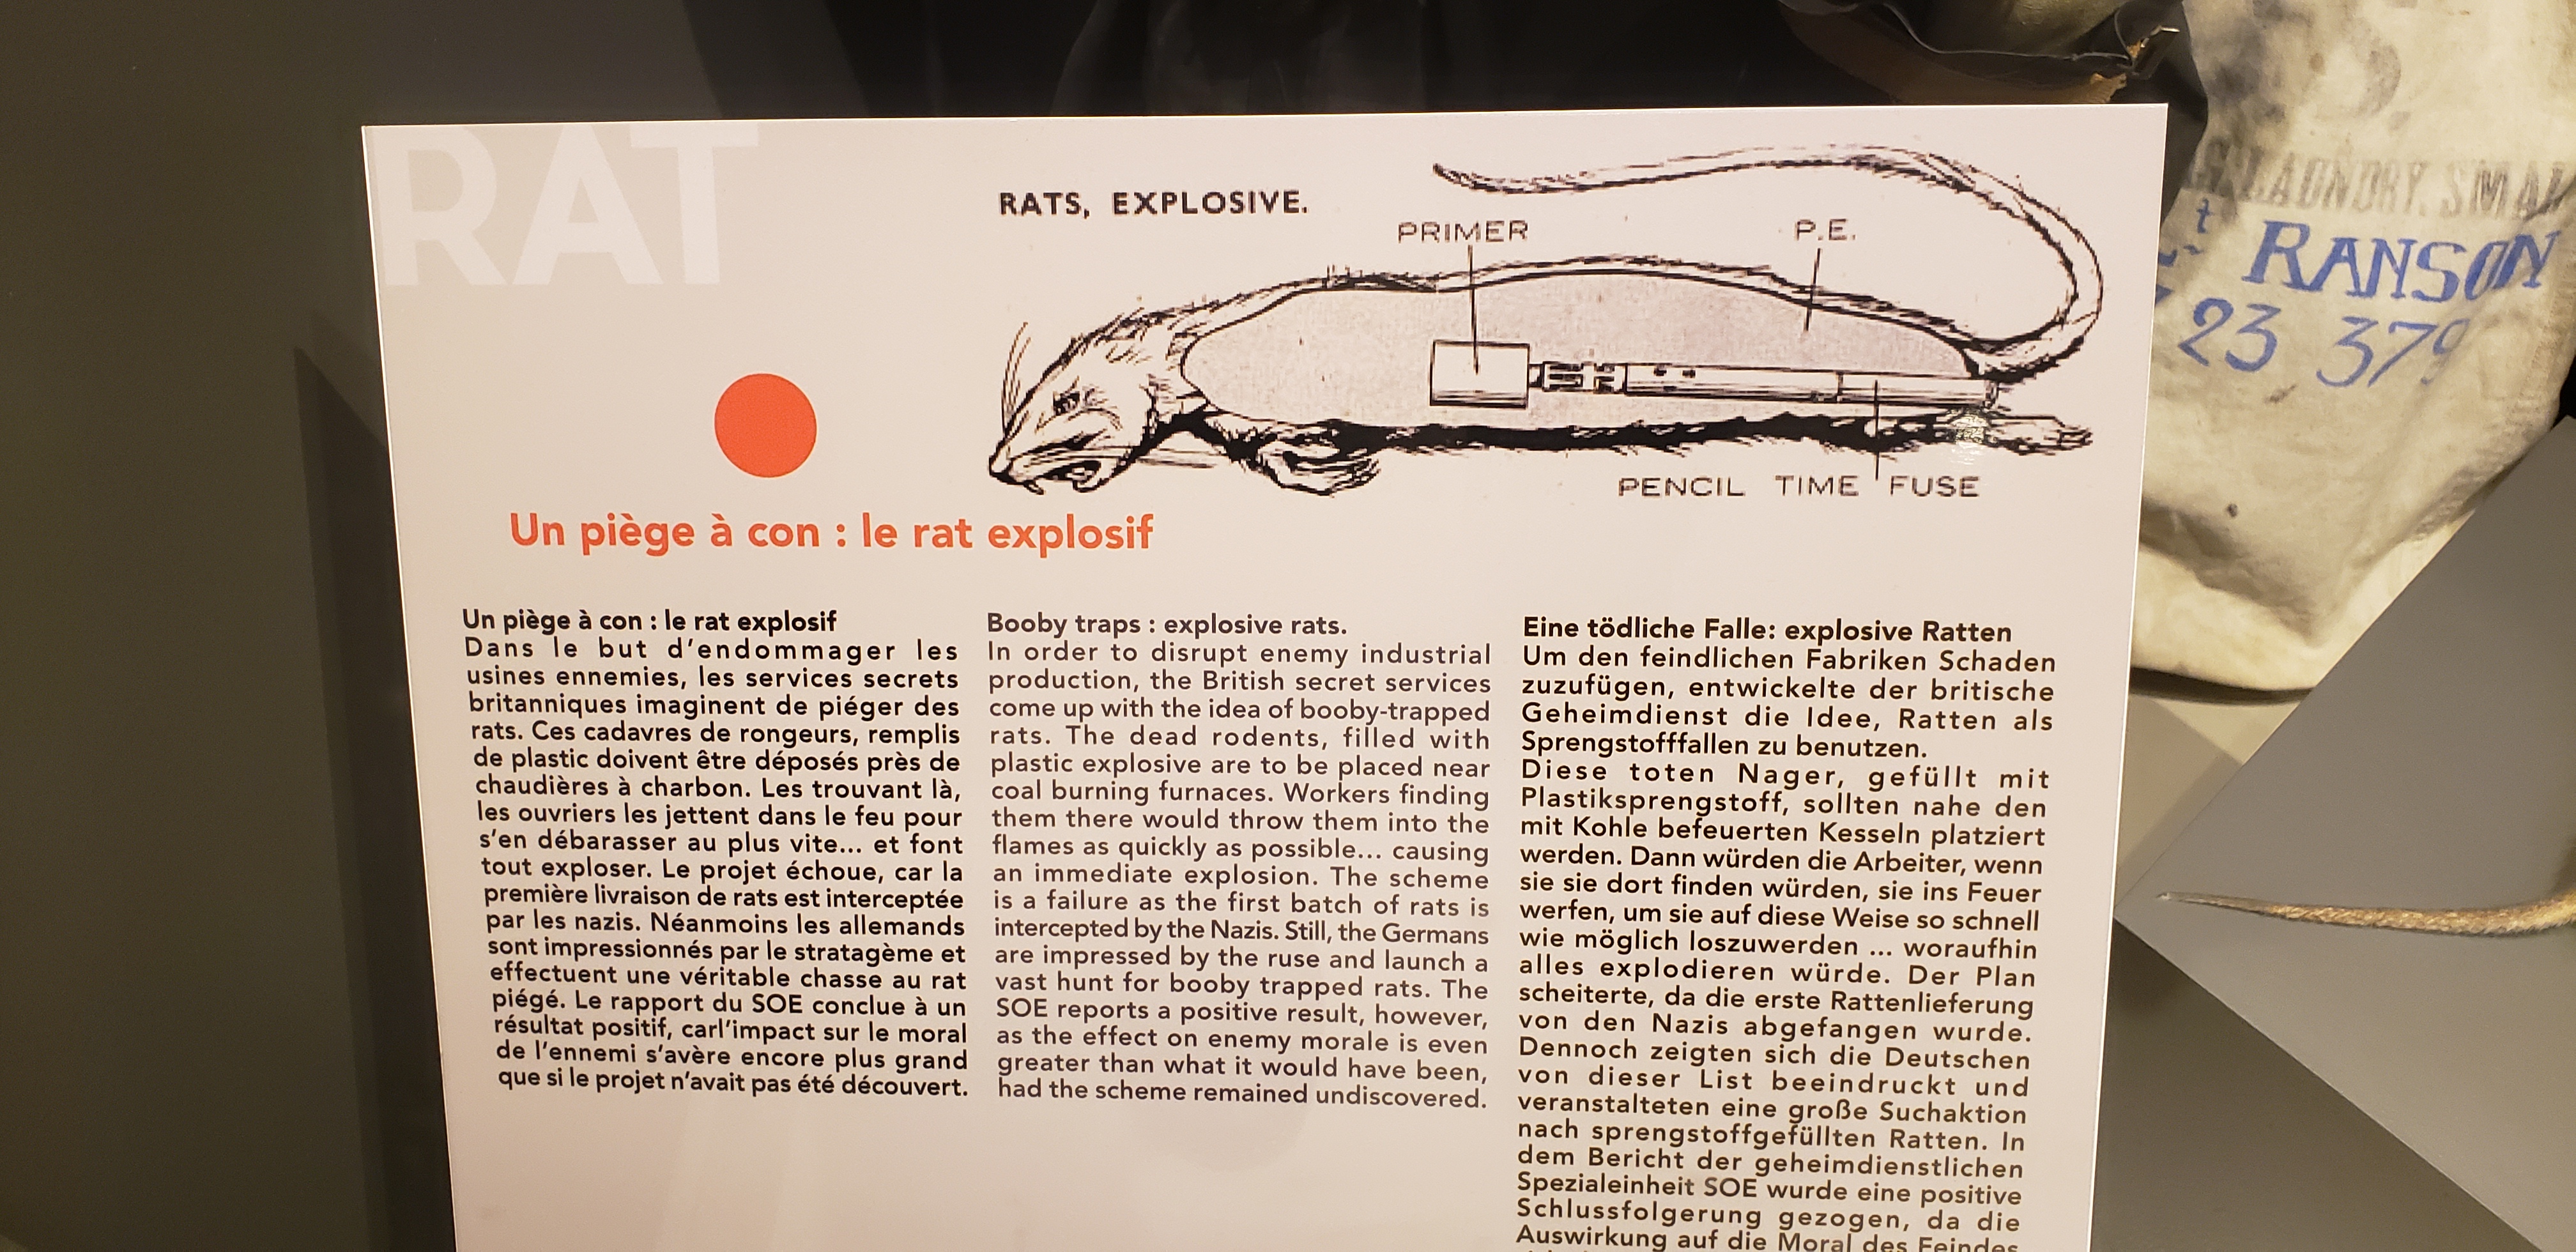 RAT
RATS, EXPLOSIVE.
PRIMER
P.E.
PENCIL TIME FUSE
Un piège à con : le rat explosif
Un piège à con : le rat explosif
Dans le but d'endommager les
usines ennemies, les services secrets
britanniques imaginent de piéger des
rats. Ces cadavres de rongeurs, remplis
de plastic doivent être déposés près de
chaudières à charbon. Les trouvant là,
les ouvriers les jettent dans le feu pour
s'en débarasser au plus vite... et font
tout exploser. Le projet échoue, car la
première livraison de rats est interceptée
par les nazis. Néanmoins les allemands
sont impressionnés par le stratagème et
effectuent une véritable chasse au rat
piégé. Le rapport du SOE conclue à un
résultat positif, carl'impact sur le moral
de l'ennemi s'avère encore plus grand
que si le projet n'avait pas été découvert.
Booby traps : explosive rats.
In order to disrupt enemy industrial
production, the British secret services
come up with the idea of booby-trapped
rats. The dead rodents, filled with
plastic explosive are to be placed near
coal burning furnaces. Workers finding
them there would throw them into the
flames as quickly as possible... causing
an immediate explosion. The scheme
is a failure as the first batch of rats is
intercepted by the Nazis. Still, the Germans
are impressed by the ruse and launch a
vast hunt for booby trapped rats. The
SOE reports a positive result, however,
as the effect on enemy morale is even
greater than what it would have been,
had the scheme remained undiscovered.
Eine tödliche Falle: explosive Ratten
Um den feindlichen Fabriken Schaden
zuzufügen, entwickelte der britische
Geheimdienst die Idee, Ratten als
Sprengstofffallen zu benutzen.
Diese toten Nager, gefüllt mit
Plastiksprengstoff, sollten nahe den
mit Kohle befeuerten Kesseln platziert
werden. Dann würden die Arbeiter, wenn
sie sie dort finden würden, sie ins Feuer
werfen, um sie auf diese Weise so schnell
wie möglich loszuwerden ... woraufhin
alles explodieren würde. Der Plan
scheiterte, da die erste Rattenlieferung
von den Nazis abgefangen wurde.
Dennoch zeigten sich die Deutschen
von dieser List beeindruckt und
veranstalteten eine große Suchaktion
nach sprengstoffgefüllten Ratten. In
dem Bericht der geheimdienstlichen
Spezialeinheit SOE wurde eine positive
Schlussfolgerung gezogen, da die
Auswirkung auf die Moral des Feindes
LAUNDRY, SMALL
RANSON
23 379